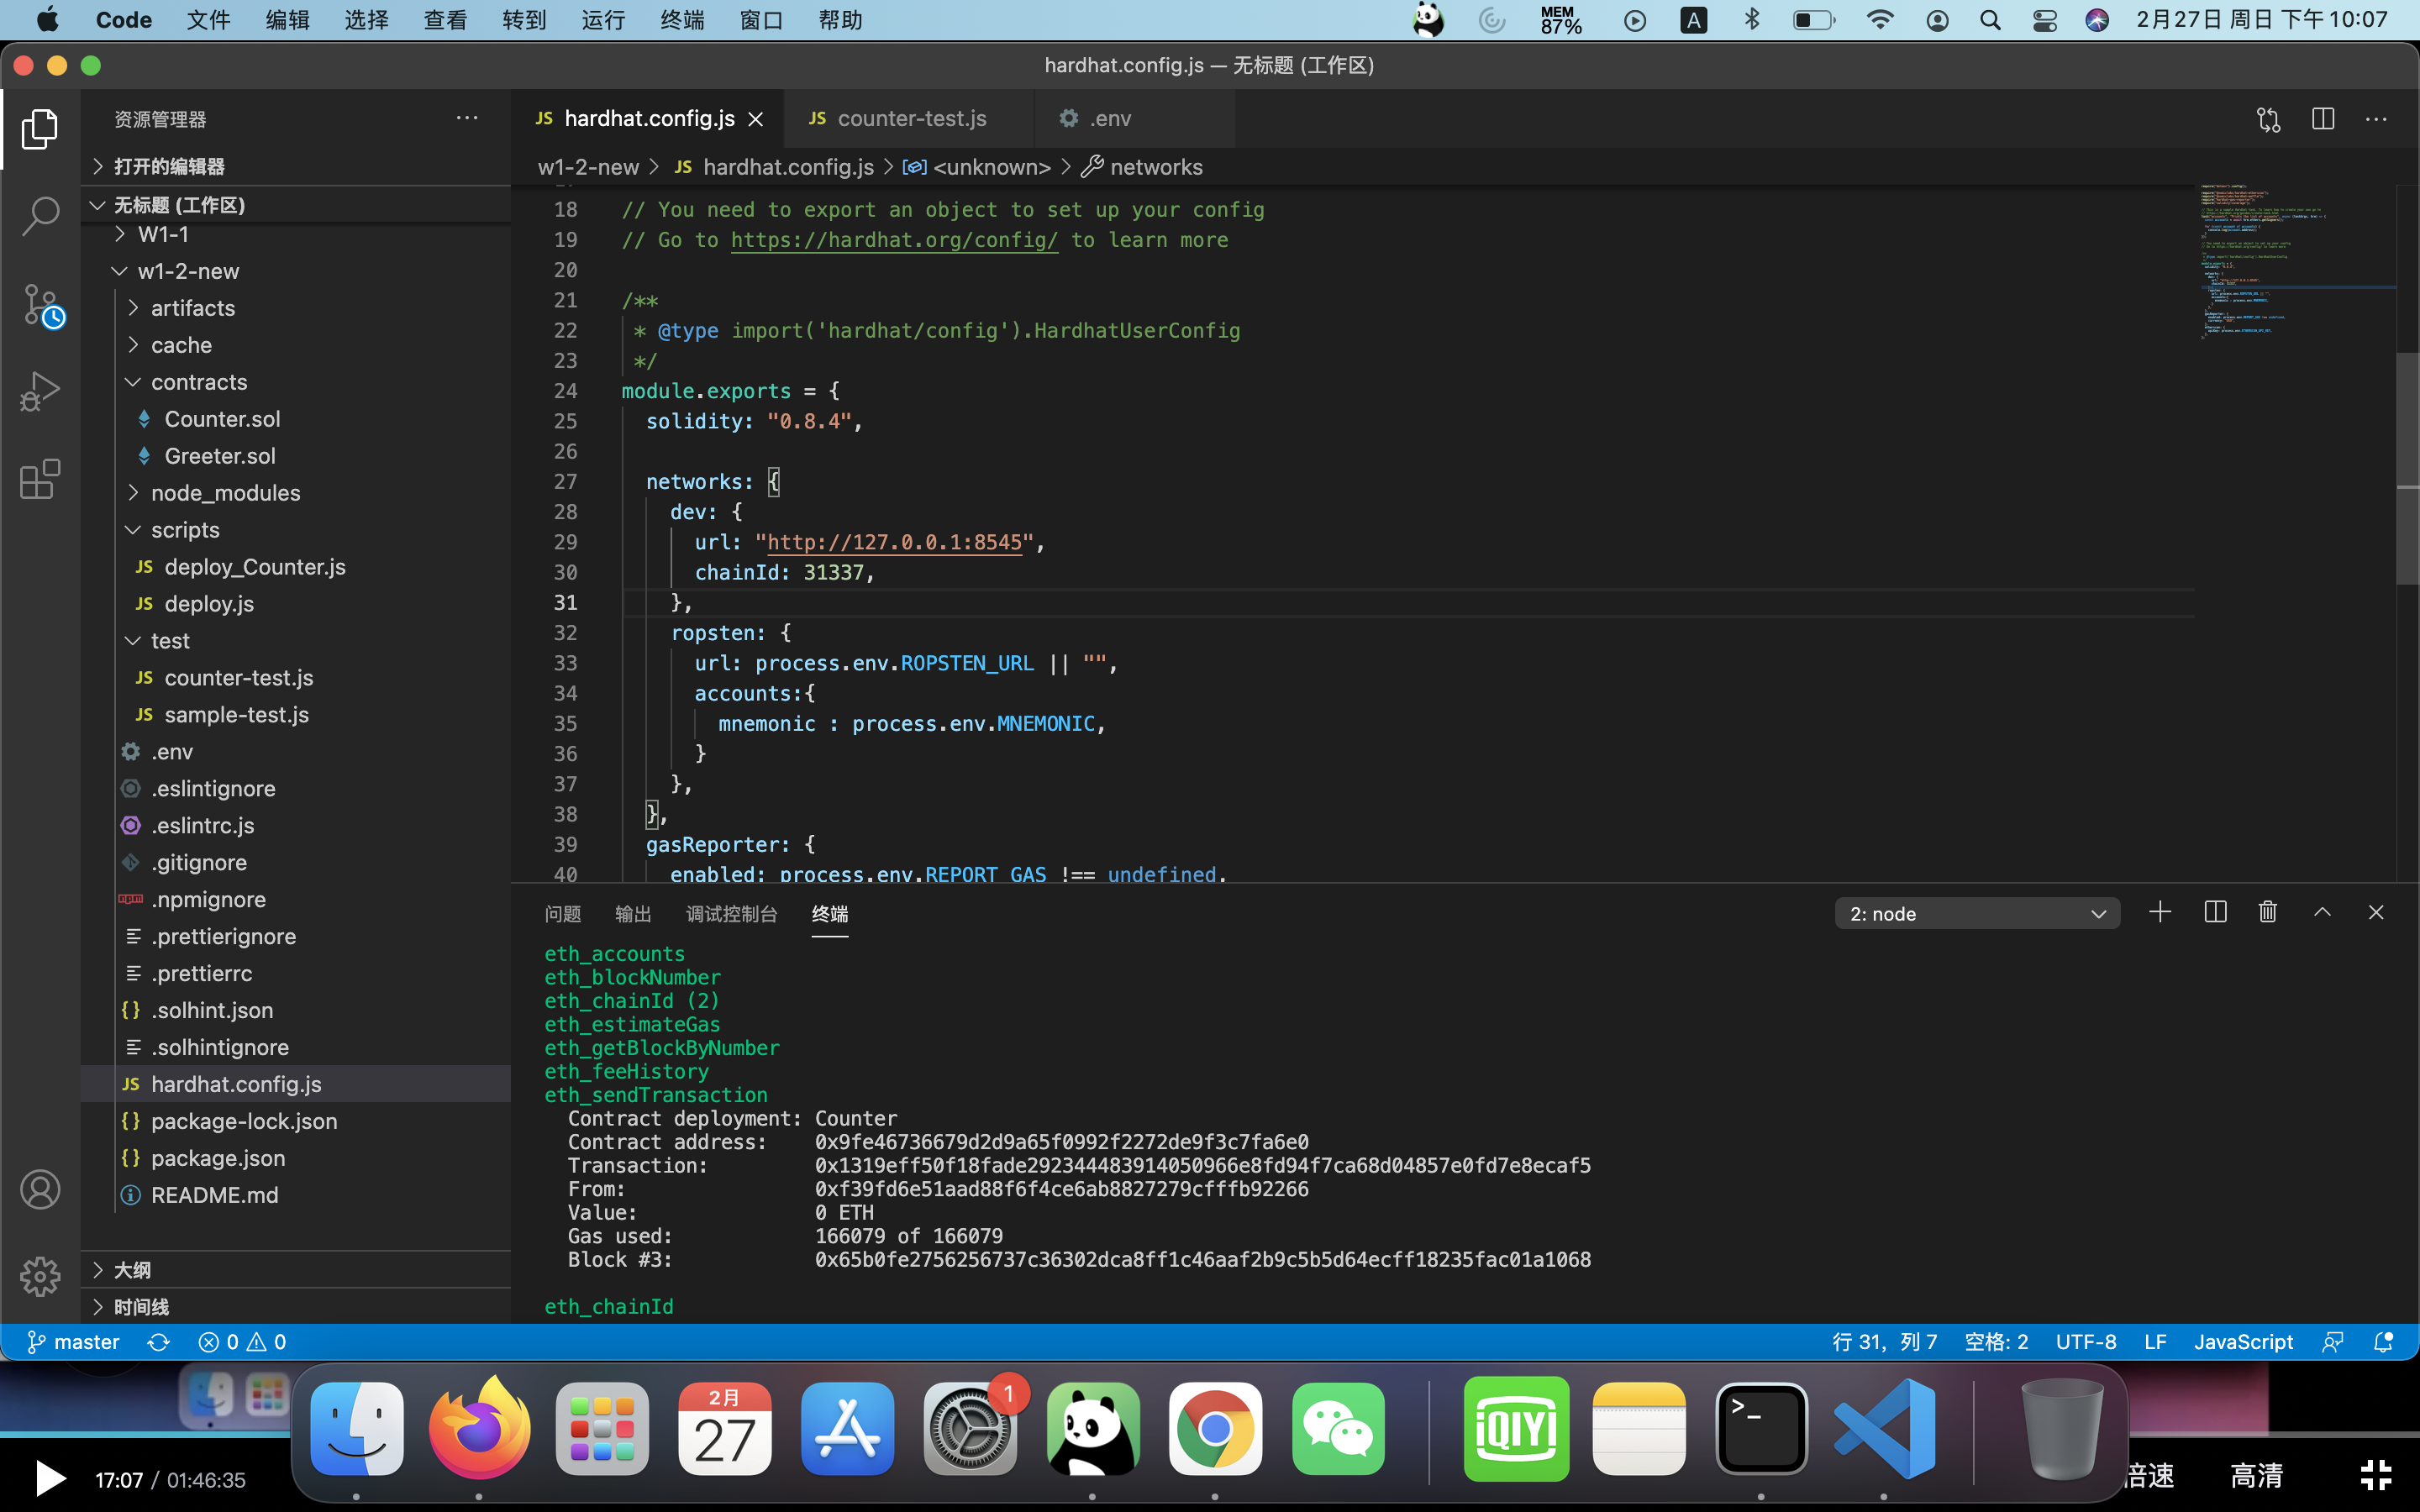 Code 文件 编辑 选择 查看 转到 运行 终端 窗口 帮助 MEM 87% A 2月27日 周日 下午10:07
hardhat.config.js — 无标题 (工作区)
资源管理器
打开的编辑器
无标题 (工作区)
W1-1
w1-2-new
artifacts
cache
contracts
Counter.sol
Greeter.sol
node_modules
scripts
JS deploy_Counter.js
JS deploy.js
test
JS counter-test.js
JS sample-test.js
.env
.eslintignore
.eslintrc.js
.gitignore
.npmignore
.prettierignore
.prettierrc
{} .solhint.json
.solhintignore
JS hardhat.config.js
{} package-lock.json
{} package.json
README.md
大纲
时间线
JS hardhat.config.js JS counter-test.js .env
w1-2-new > JS hardhat.config.js > <unknown> > networks
18 // You need to export an object to set up your config
19 // Go to https://hardhat.org/config/ to learn more
20
21 /**
22 * @type import('hardhat/config').HardhatUserConfig
23 */
24 module.exports = {
25 solidity: "0.8.4",
26
27 networks: {
28 dev: {
29 url: "http://127.0.0.1:8545",
30 chainId: 31337,
31 },
32 ropsten: {
33 url: process.env.ROPSTEN_URL || "",
34 accounts:{
35 mnemonic : process.env.MNEMONIC,
36 }
37 },
38 },
39 gasReporter: {
40 enabled: process.env.REPORT_GAS !== undefined,
问题 输出 调试控制台 终端 2: node
eth_accounts
eth_blockNumber
eth_chainId (2)
eth_estimateGas
eth_getBlockByNumber
eth_feeHistory
eth_sendTransaction
Contract deployment: Counter
Contract address: 0x9fe46736679d2d9a65f0992f2272de9f3c7fa6e0
Transaction: 0x1319eff50f18fade292344483914050966e8fd94f7ca68d04857e0fd7e8ecaf5
From: 0xf39fd6e51aad88f6f4ce6ab8827279cfffb92266
Value: 0 ETH
Gas used: 166079 of 166079
Block #3: 0x65b0fe2756256737c36302dca8ff1c46aaf2b9c5b5d64ecff18235fac01a1068
eth_chainId
master 0 0 行 31，列 7 空格: 2 UTF-8 LF JavaScript
2月
27
1
iQIYI
>_
17:07 / 01:46:35 倍速 高清